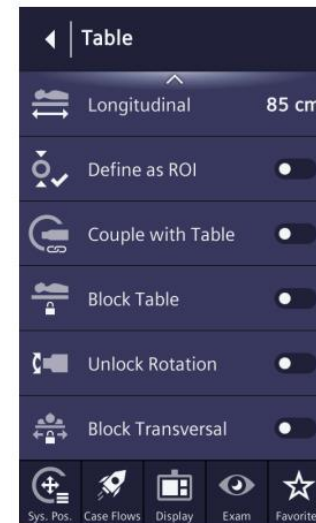 Table
Longitudinal 85 cm
Define as ROI
Couple with Table
Block Table
Unlock Rotation
Block Transversal
Sys. Pos. Case Flows Display Exam Favorite